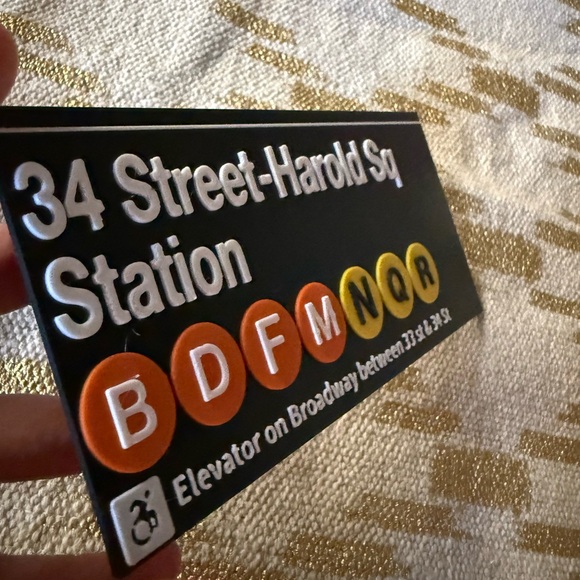 34 Street-Harold Sq
Station
B D F M N Q R
Elevator on Broadway between 33 st & 34 St